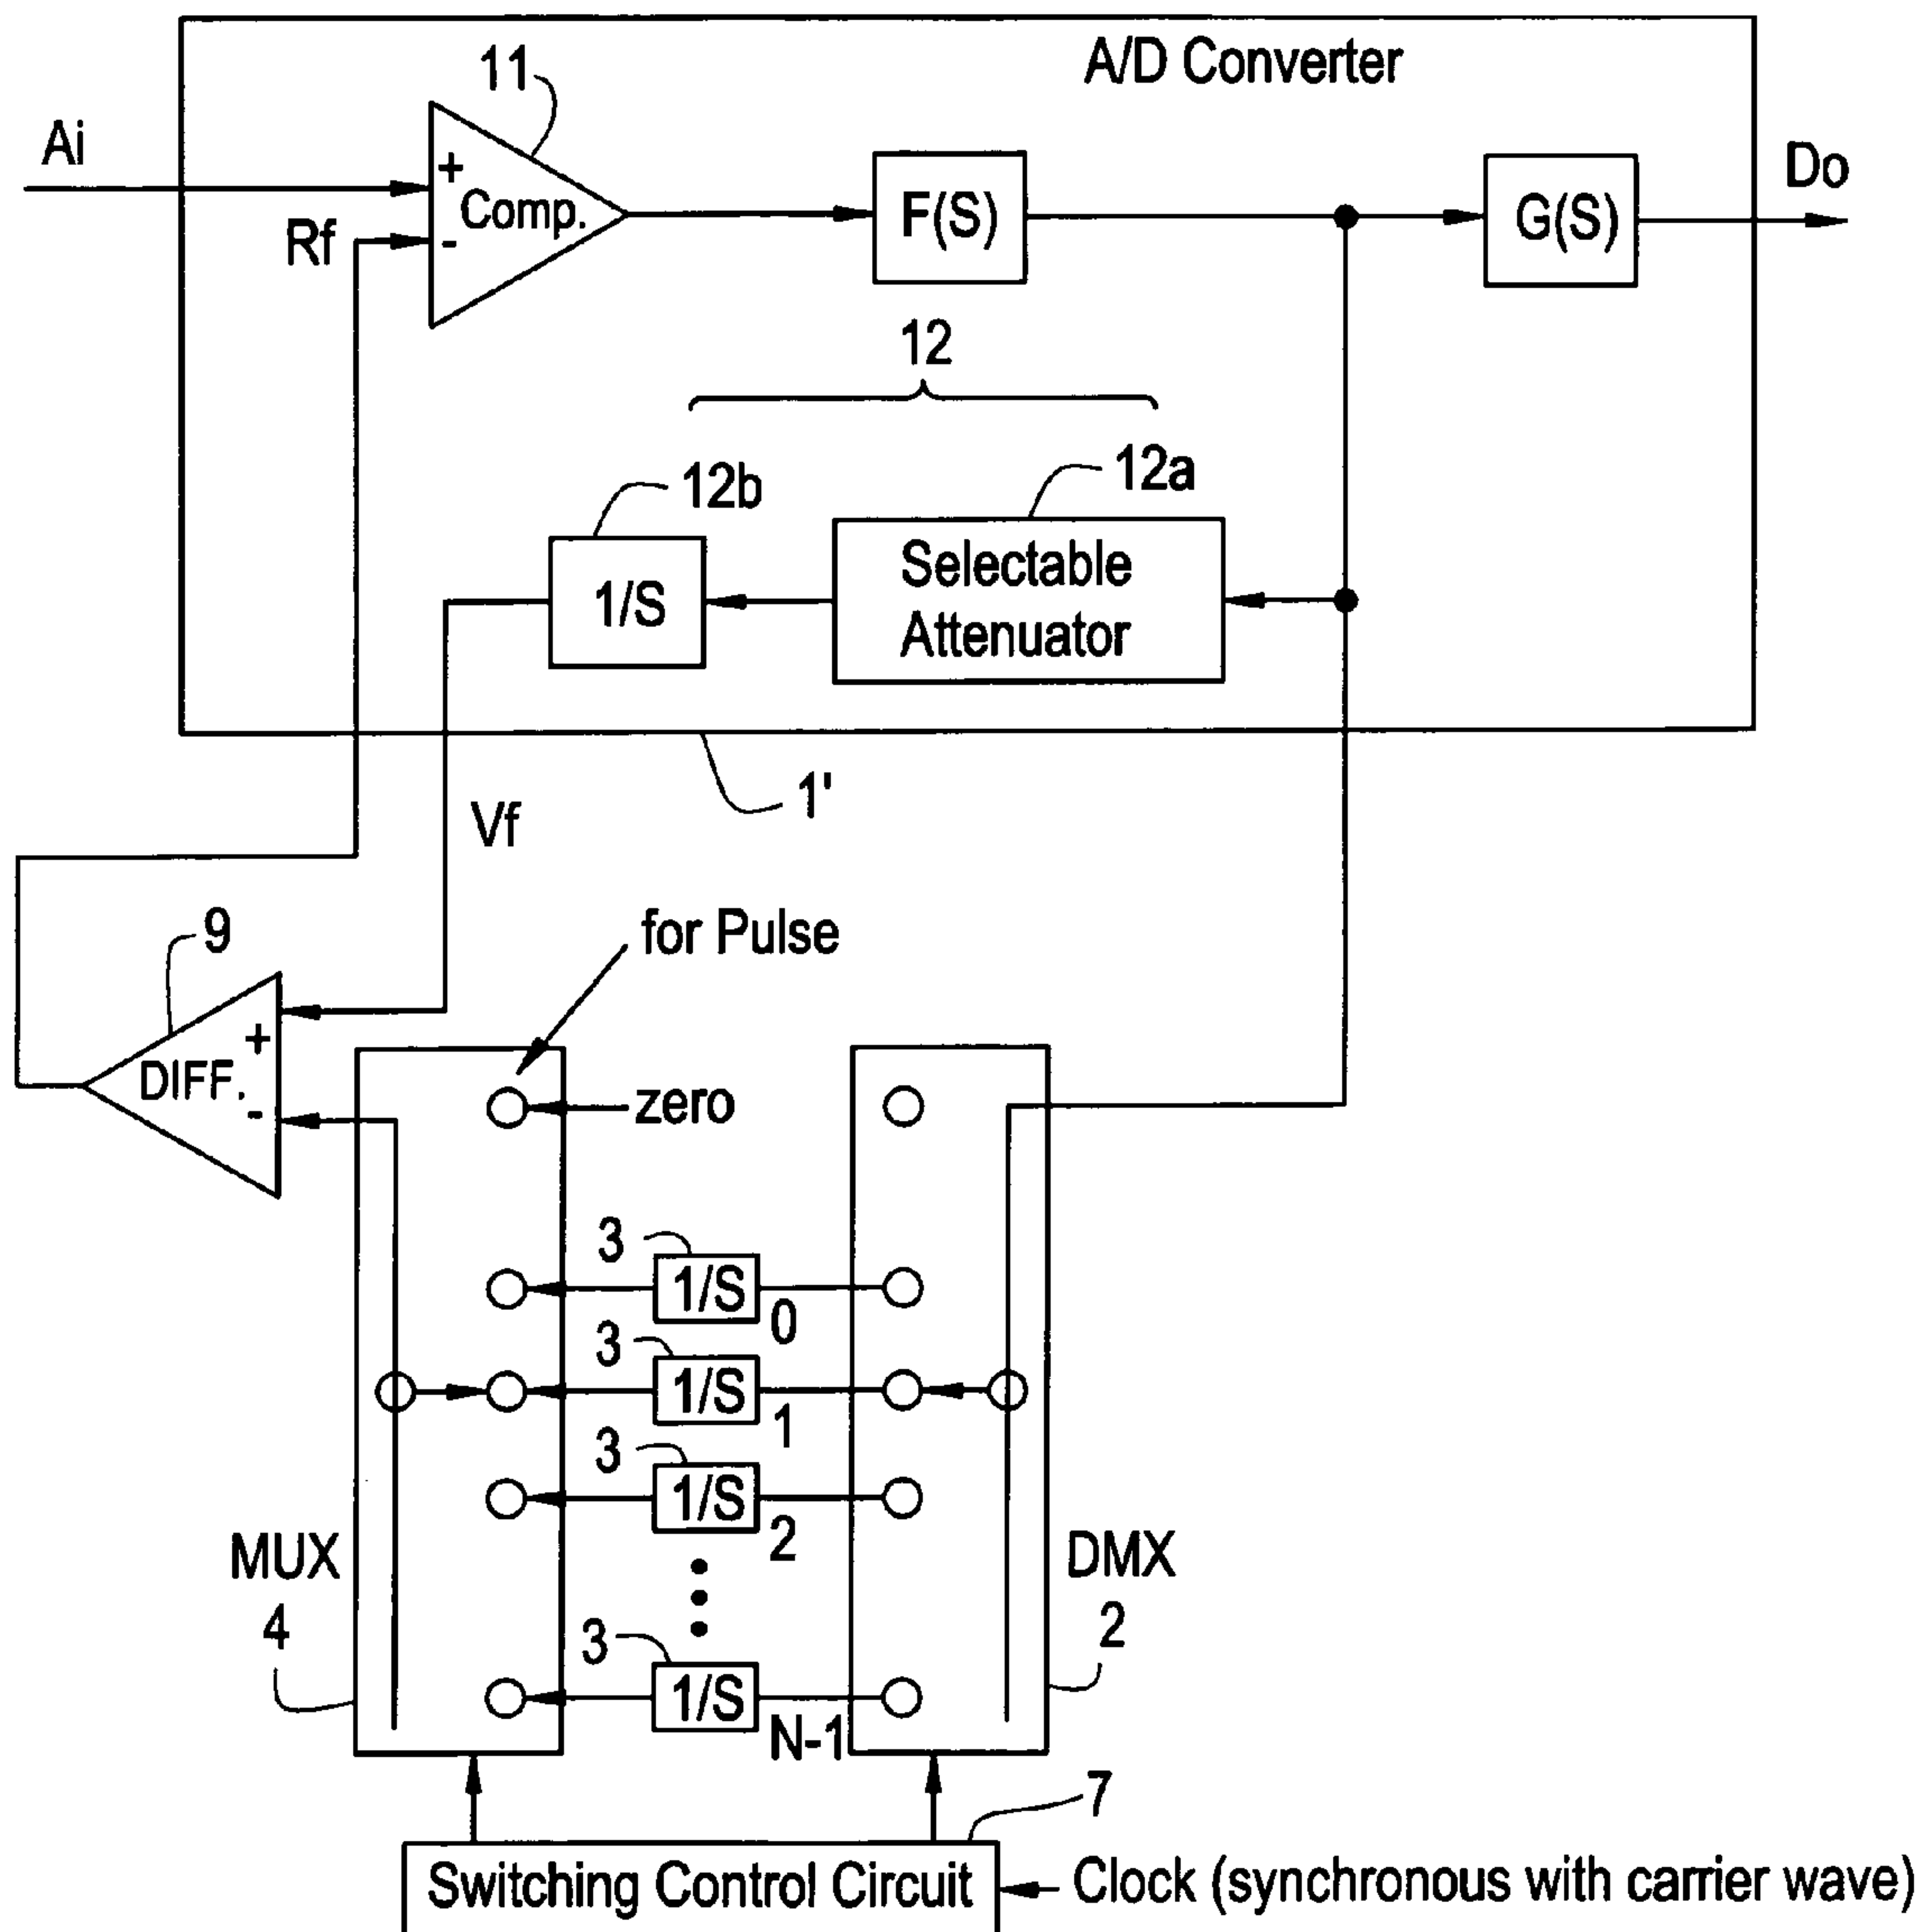 A/D Converter
11
Ai
+
Comp.
-
Rf
F(S)
G(S)
Do
12
12b
12a
1/S
Selectable
Attenuator
1'
Vf
9
for Pulse
+
DIFF.
-
zero
3
1/S
0
3
1/S
1
3
1/S
2
MUX
4
DMX
2
3
1/S
N-1
7
Switching Control Circuit
Clock (synchronous with carrier wave)